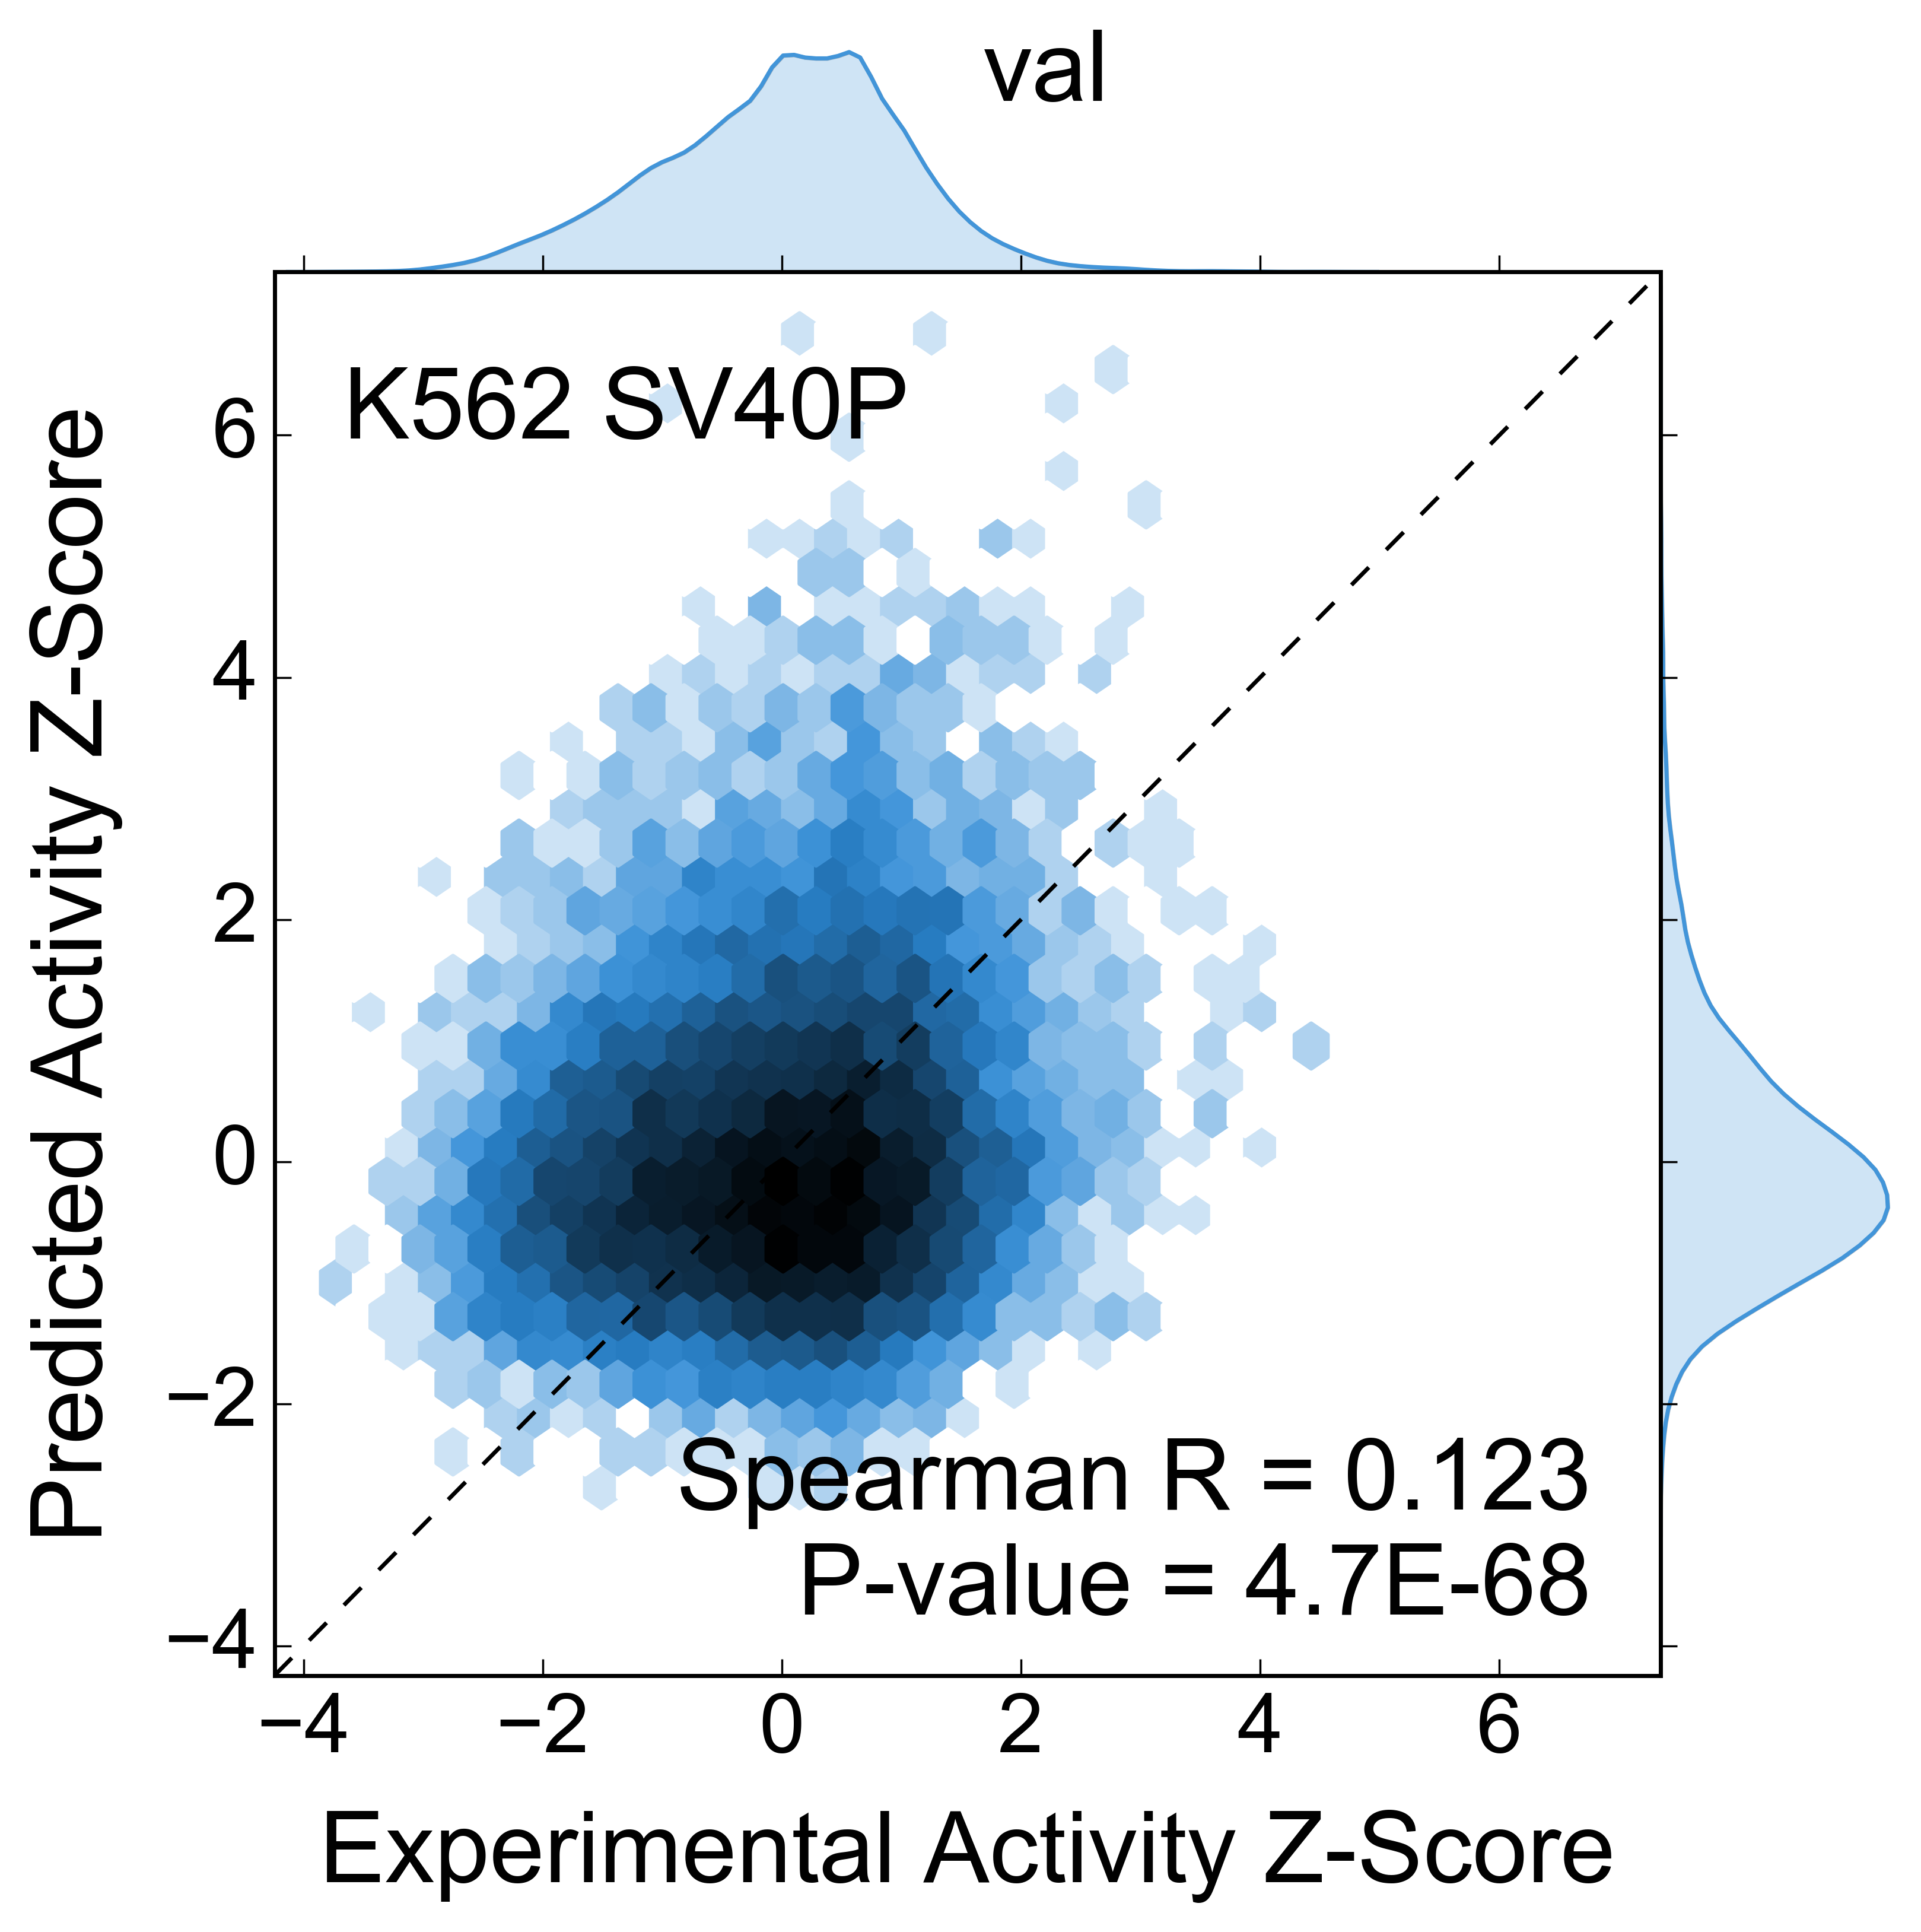 val
K562 SV40P
Predicted Activity Z-Score
6
4
2
0
−2
−4
Spearman R = 0.123
P-value = 4.7E-68
−4 −2 0 2 4 6
Experimental Activity Z-Score